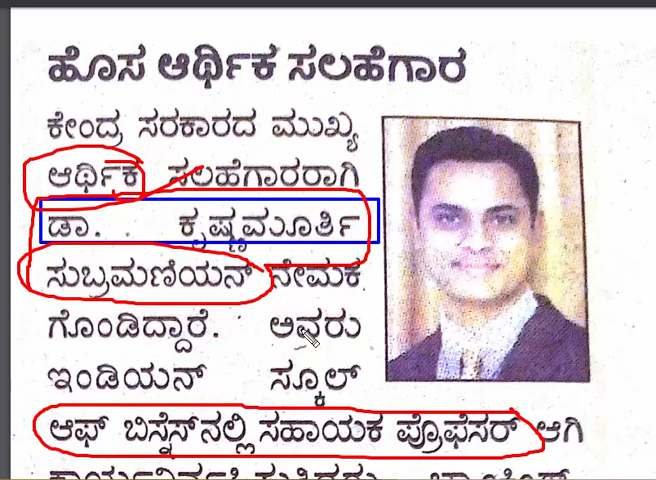 ಹೊಸ ಆರ್ಥಿಕ ಸಲಹೆಗಾರ
ಕೇಂದ್ರ ಸರಕಾರದ ಮುಖ್ಯ
ಆರ್ಥಿಕ ಸಲಹೆಗಾರರಾಗಿ
ಡಾ. ಕೃಷ್ಣಮೂರ್ತಿ
ಸುಬ್ರಮಣಿಯನ್ ನೇಮಕ
ಗೊಂಡಿದ್ದಾರೆ. ಅವರು
ಇಂಡಿಯನ್ ಸ್ಕೂಲ್
ಆಫ್ ಬಿಸ್ನೆಸ್‌ನಲ್ಲಿ ಸಹಾಯಕ ಪ್ರೊಫೆಸರ್ ಆಗಿ